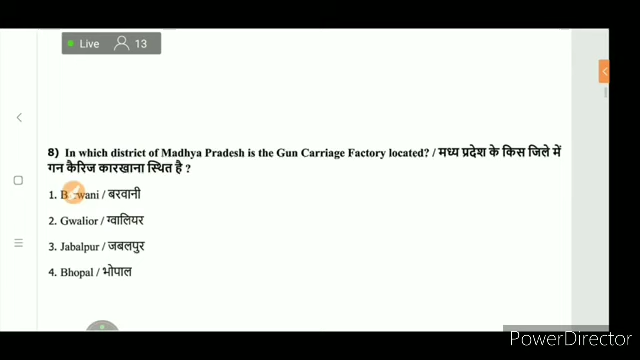 Live 13
8) In which district of Madhya Pradesh is the Gun Carriage Factory located? / मध्य प्रदेश के किस जिले में
गन कैरिज कारखाना स्थित है ?
1. / बरवानी
2. Gwalior / ग्वालियर
3. Jabalpur / जबलपुर
4. Bhopal / भोपाल
PowerDirector